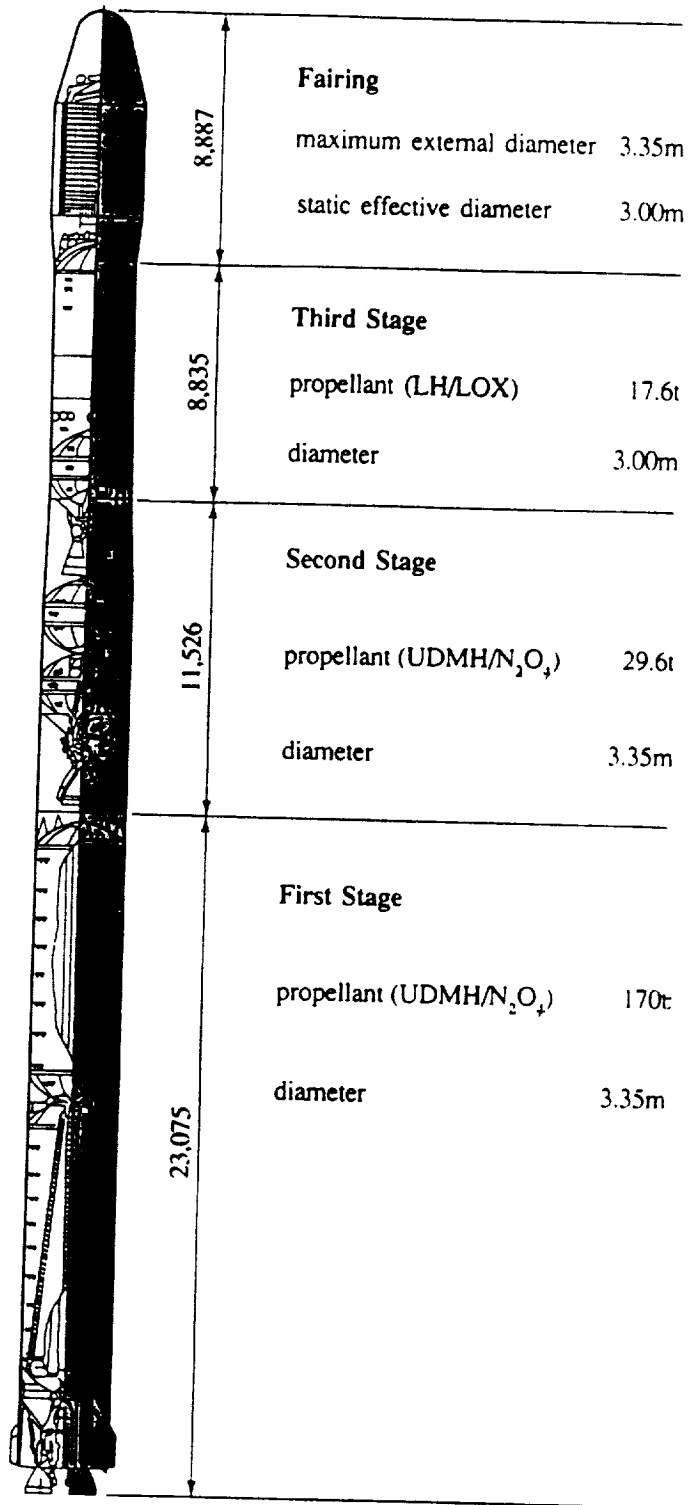 8,887
Fairing
maximum external diameter 3.35m
static effective diameter 3.00m
8,835
Third Stage
propellant (LH/LOX) 17.6t
diameter 3.00m
11,526
Second Stage
propellant (UDMH/N₂O₄) 29.6t
diameter 3.35m
23,075
First Stage
propellant (UDMH/N₂O₄) 170t
diameter 3.35m